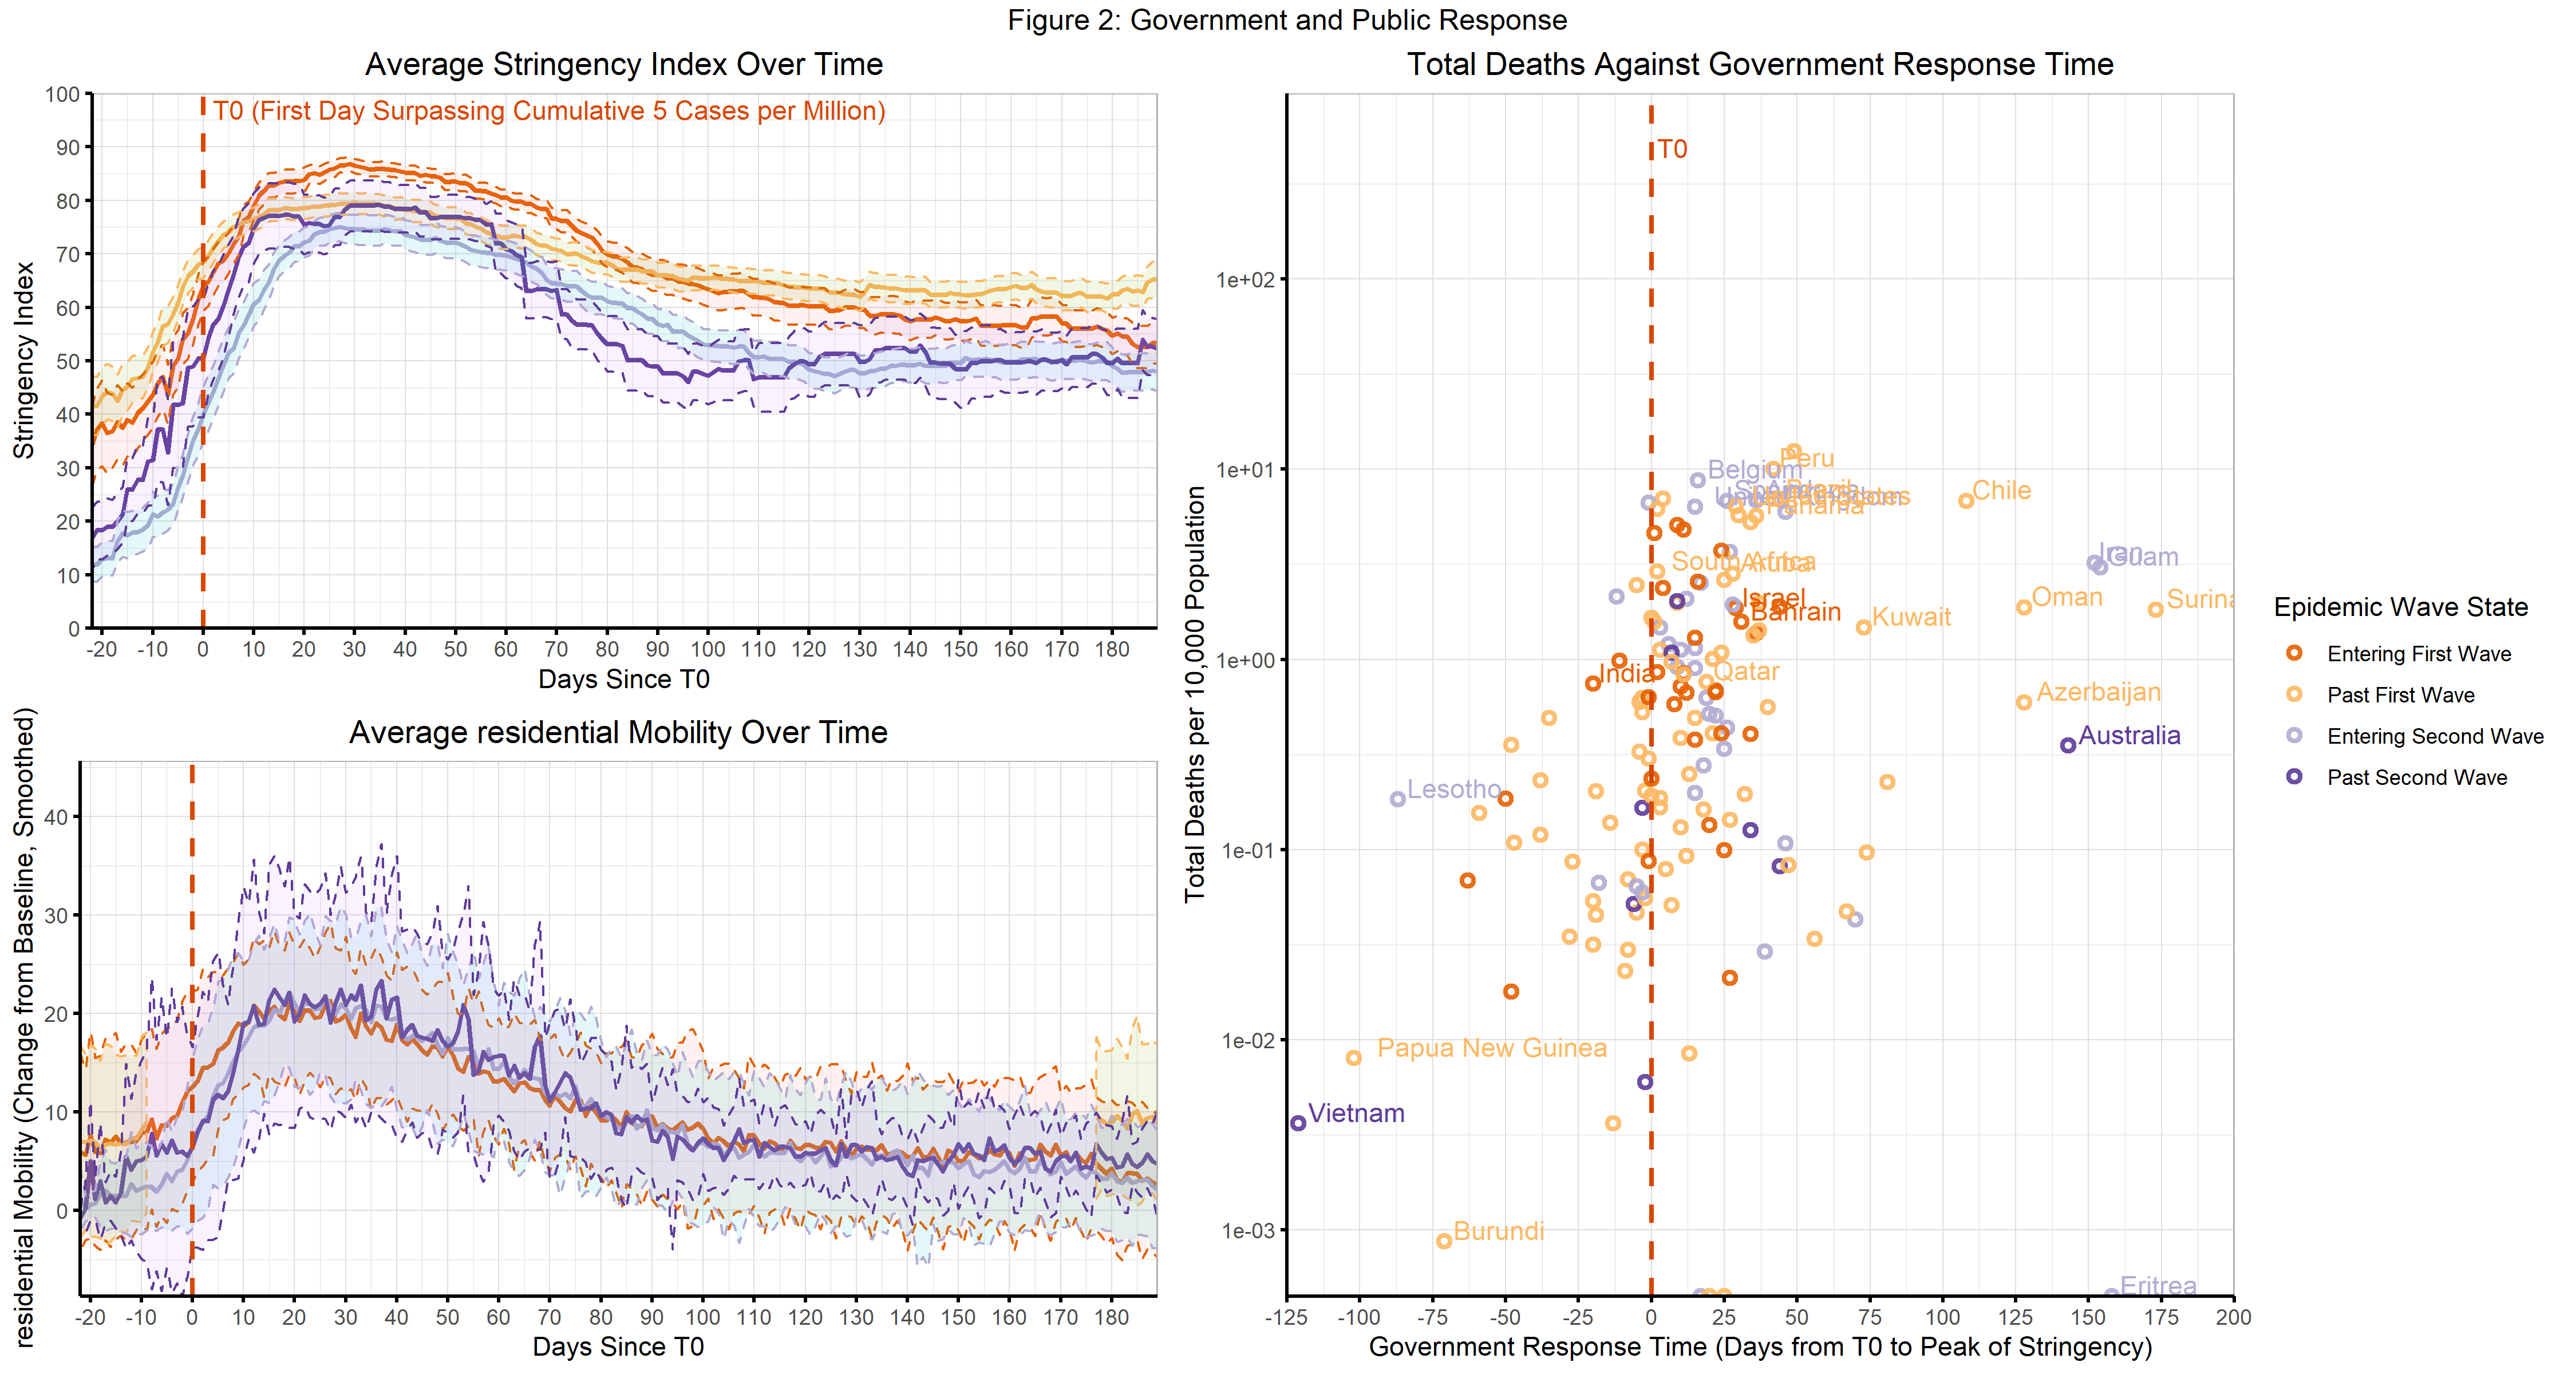 Figure 2: Government and Public Response
Average Stringency Index Over Time
T0 (First Day Surpassing Cumulative 5 Cases per Million)
Stringency Index
100
90
80
70
60
50
40
30
20
10
0
-20 -10 0 10 20 30 40 50 60 70 80 90 100 110 120 130 140 150 160 170 180
Days Since T0
Average residential Mobility Over Time
residential Mobility (Change from Baseline, Smoothed)
40
30
20
10
0
-20 -10 0 10 20 30 40 50 60 70 80 90 100 110 120 130 140 150 160 170 180
Days Since T0
Total Deaths Against Government Response Time
Total Deaths per 10,000 Population
1e+02
1e+01
1e+00
1e-01
1e-02
1e-03
T0
Peru
Belgium
Chile
Panama
South Africa
Aruba
Iran
Guam
Israel
Bahrain
Kuwait
Oman
Surina
India
Qatar
Azerbaijan
Australia
Lesotho
Papua New Guinea
Vietnam
Burundi
Eritrea
-125 -100 -75 -50 -25 0 25 50 75 100 125 150 175 200
Government Response Time (Days from T0 to Peak of Stringency)
Epidemic Wave State
Entering First Wave
Past First Wave
Entering Second Wave
Past Second Wave